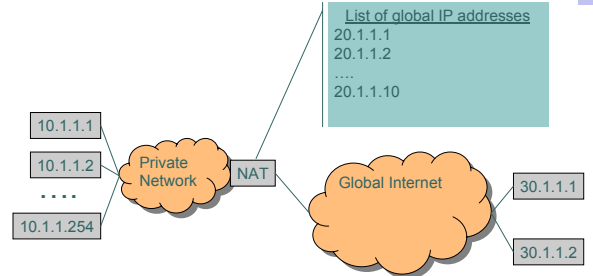 List of global IP addresses
20.1.1.1
20.1.1.2
....
20.1.1.10
10.1.1.1
10.1.1.2
....
10.1.1.254
Private
Network
NAT
Global Internet
30.1.1.1
30.1.1.2